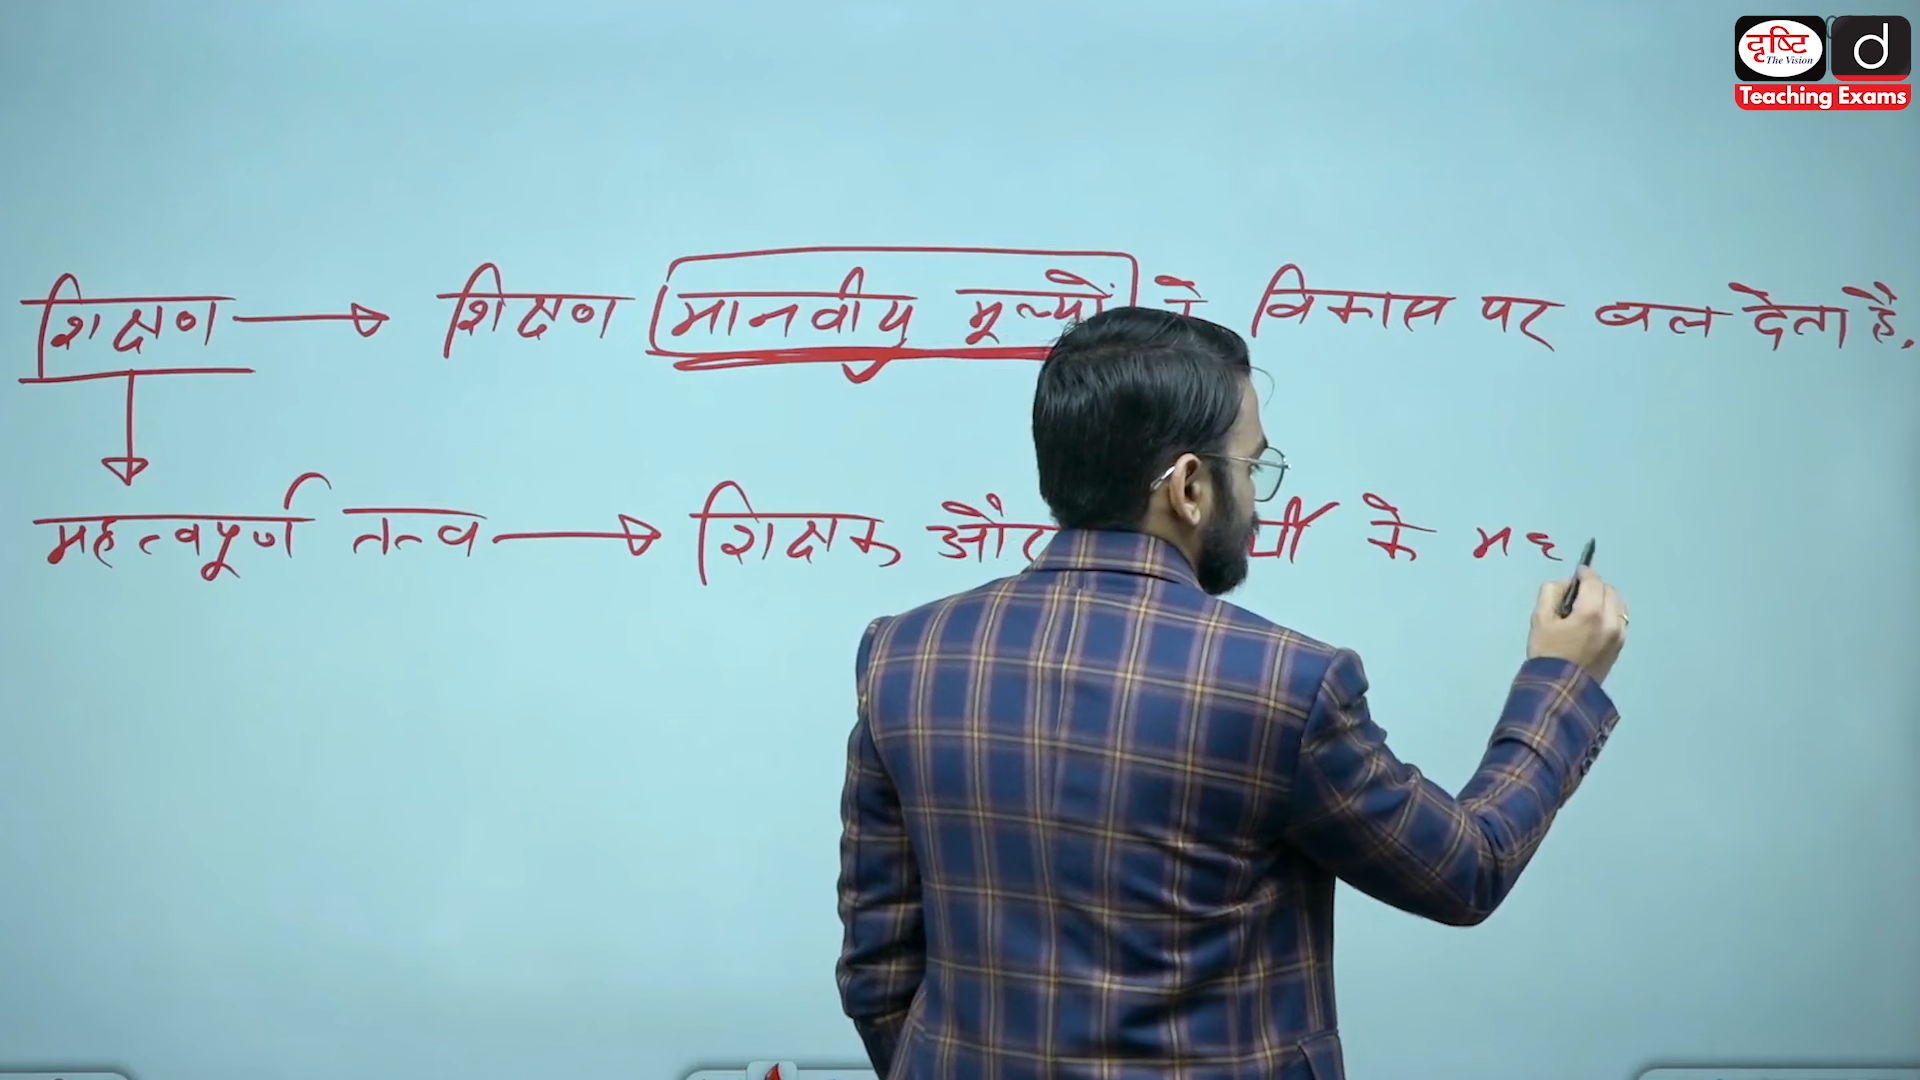 दृष्टि
The Vision
d
Teaching Exams
शिक्षण → शिक्षण मानवीय मूल्यों विकास पर बल देता है.
महत्वपूर्ण तत्व → शिक्षक और के मध